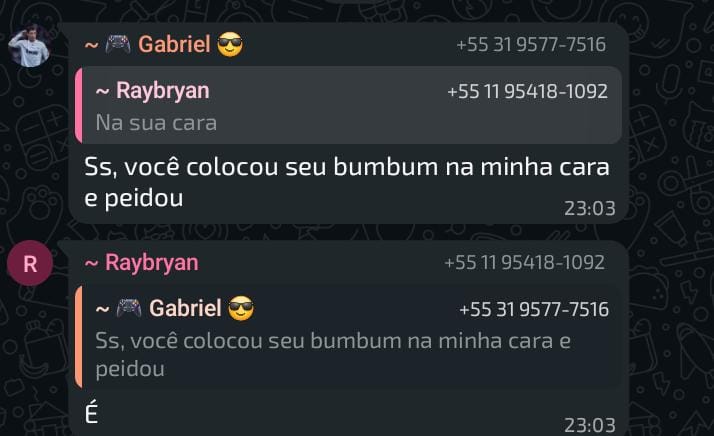 ~ 🎮 Gabriel 😎 +55 31 9577-7516
~ Raybryan +55 11 95418-1092
Na sua cara
Ss, você colocou seu bumbum na minha cara
e peidou
23:03
R
~ Raybryan +55 11 95418-1092
~ 🎮 Gabriel 😎 +55 31 9577-7516
Ss, você colocou seu bumbum na minha cara e
peidou
É
23:03